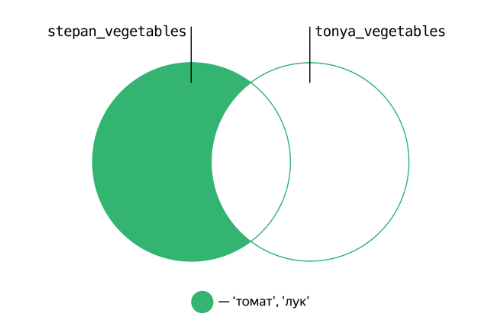 stepan_vegetables
tonya_vegetables
— 'томат', 'лук'